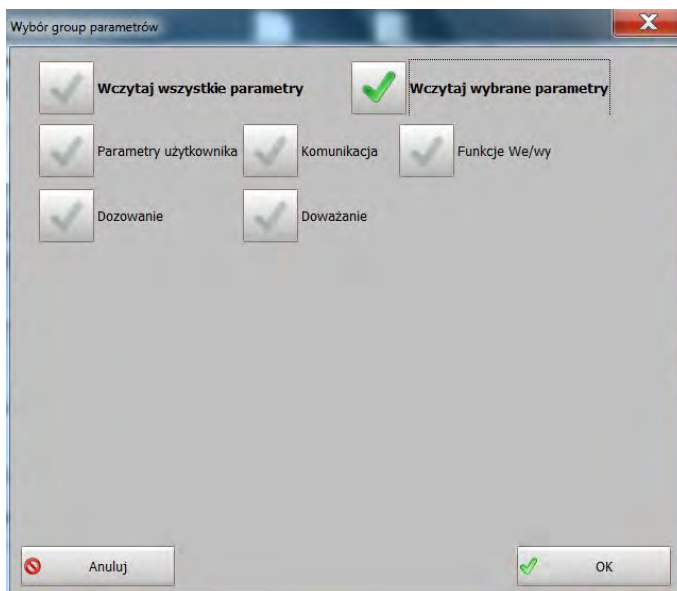 Wybór group parametrów
Wczytaj wszystkie parametry Wczytaj wybrane parametry
Parametry użytkownika Komunikacja Funkcje We/wy
Dozowanie Doważanie
Anuluj OK